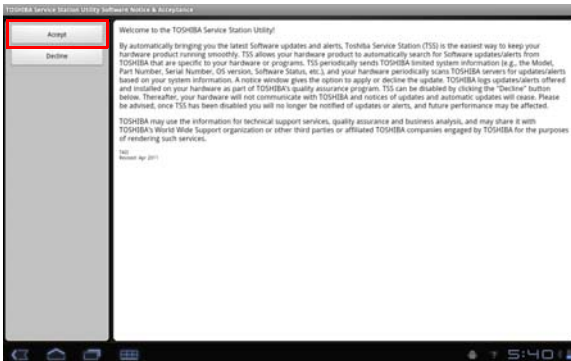 TOSHIBA Service Station Utility Software Notice & Acceptance
Accept
Decline
Welcome to the TOSHIBA Service Station Utility!
By automatically bringing you the latest Software updates and alerts, Toshiba Service Station (TSS) is the easiest way to keep your
hardware product running smoothly. TSS allows your hardware product to automatically search for Software updates/alerts from
TOSHIBA that are specific to your hardware or programs. TSS periodically sends TOSHIBA limited system information (e.g., the Model,
Part Number, Serial Number, OS version, Software Status, etc.), and your hardware periodically scans TOSHIBA servers for updates/alerts
based on your system information. A notice window gives the option to apply or decline the update. TOSHIBA logs updates/alerts offered
and installed on your hardware as part of TOSHIBA's quality assurance program. TSS can be disabled by clicking the "Decline" button
below. Thereafter, your hardware will not communicate with TOSHIBA and notices of updates and automatic updates will cease. Please
be advised, once TSS has been disabled you will no longer be notified of updates or alerts, and future performance may be affected.
TOSHIBA may use the information for technical support services, quality assurance and business analysis, and may share it with
TOSHIBA's World Wide Support organization or other third parties or affiliated TOSHIBA companies engaged by TOSHIBA for the purposes
of rendering such services.
Revised: Apr 2011
5:40